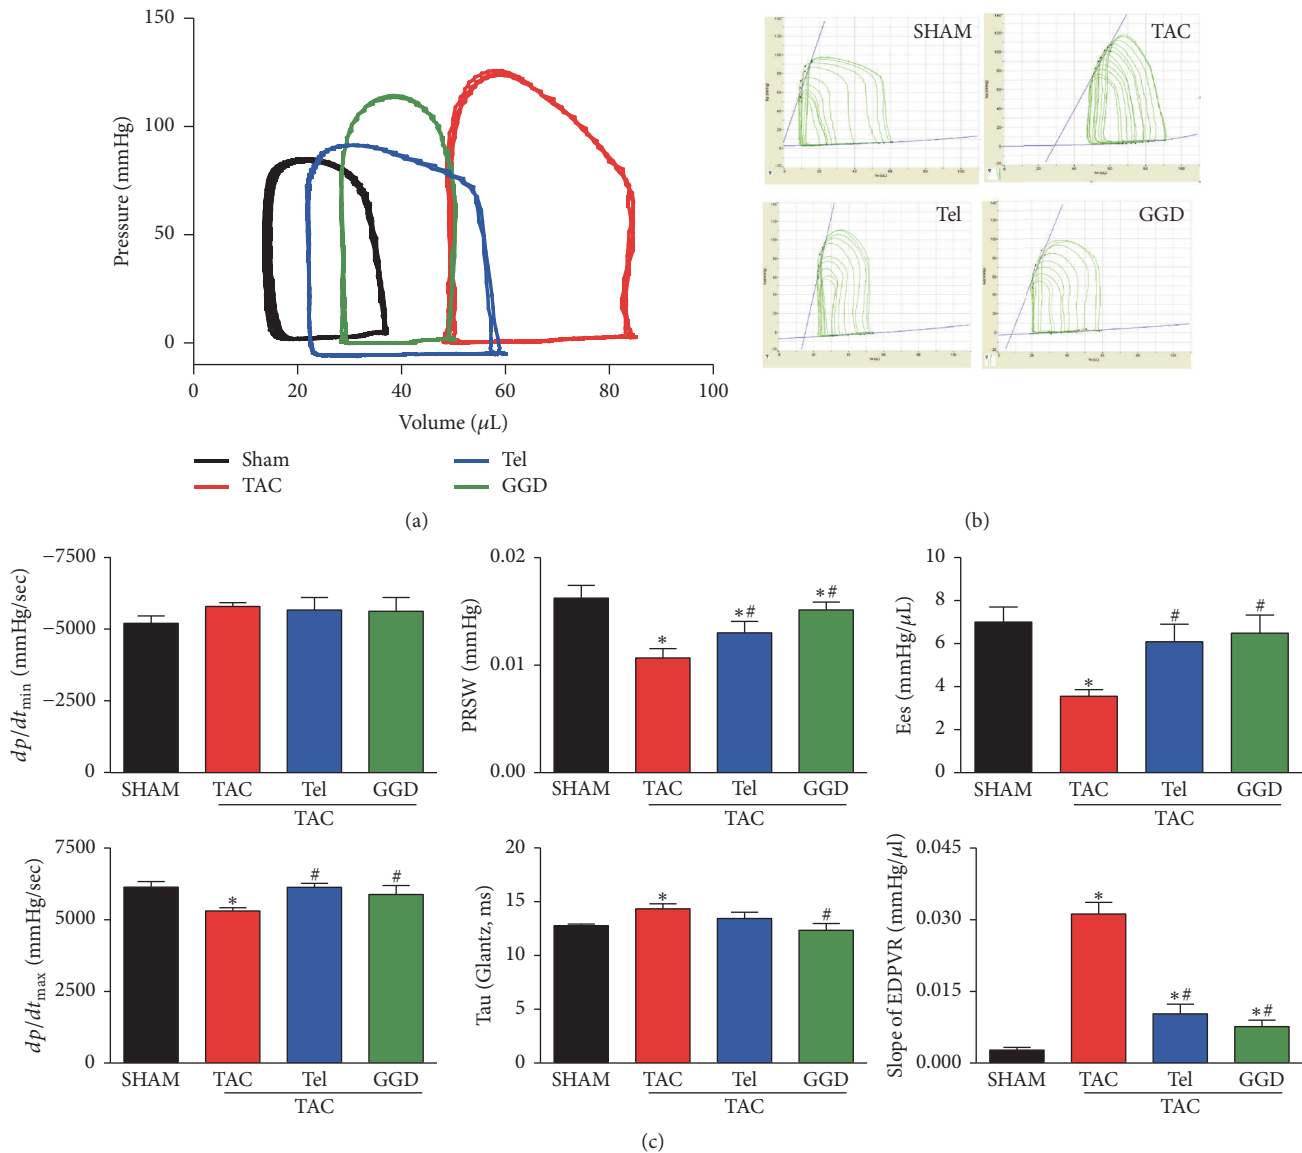 150
100
50
0
Pressure (mmHg)
0 20 40 60 80 100
Volume (μL)
Sham
TAC
Tel
GGD
(a)
SHAM
TAC
Tel
GGD
(b)
−7500
−5000
−2500
0
dp/dt min (mmHg/sec)
SHAM TAC Tel GGD
TAC
0.02
0.01
0.00
PRSW (mmHg)
* *# *#
SHAM TAC Tel GGD
TAC
10
8
6
4
2
0
Ees (mmHg/μL)
* # #
SHAM TAC Tel GGD
TAC
7500
5000
2500
0
dp/dt max (mmHg/sec)
* # #
SHAM TAC Tel GGD
TAC
20
15
10
5
0
Tau (Glantz, ms)
* #
SHAM TAC Tel GGD
TAC
0.045
0.030
0.015
0.000
Slope of EDPVR (mmHg/μl)
* *# *#
SHAM TAC Tel GGD
TAC
(c)